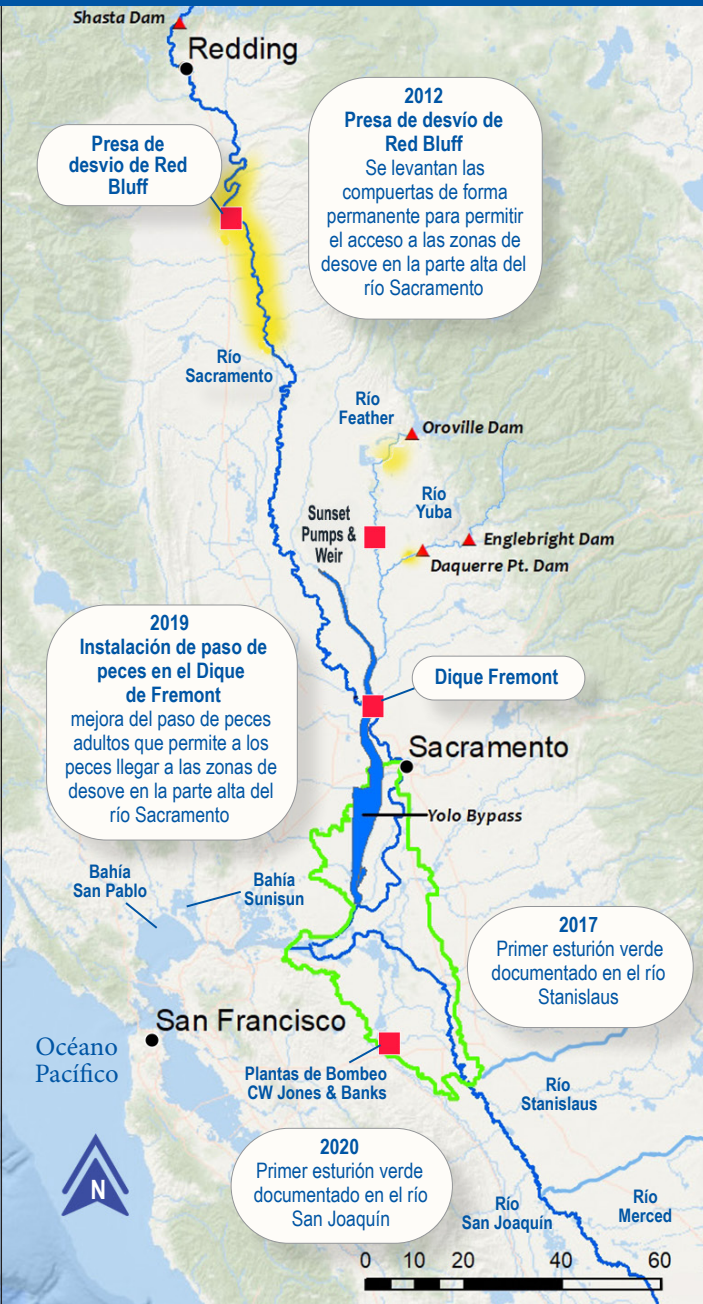 Shasta Dam
Redding
2012
Presa de desvío de
Red Bluff
Se levantan las
compuertas de forma
permanente para permitir
el acceso a las zonas de
desove en la parte alta del
río Sacramento
Presa de
desvio de Red
Bluff
Río
Sacramento
Río
Feather
Oroville Dam
Río
Yuba
Sunset
Pumps &
Weir
Englebright Dam
Daquerre Pt. Dam
2019
Instalación de paso de
peces en el Dique
de Fremont
mejora del paso de peces
adultos que permite a los
peces llegar a las zonas de
desove en la parte alta del
río Sacramento
Dique Fremont
Sacramento
Yolo Bypass
Bahía
San Pablo
Bahía
Sunisun
2017
Primer esturión verde
documentado en el río
Stanislaus
San Francisco
Océano
Pacífico
Plantas de Bombeo
CW Jones & Banks
Río
Stanislaus
2020
Primer esturión verde
documentado en el río
San Joaquín
Río
San Joaquín
Río
Merced
N
0 10 20 40 60